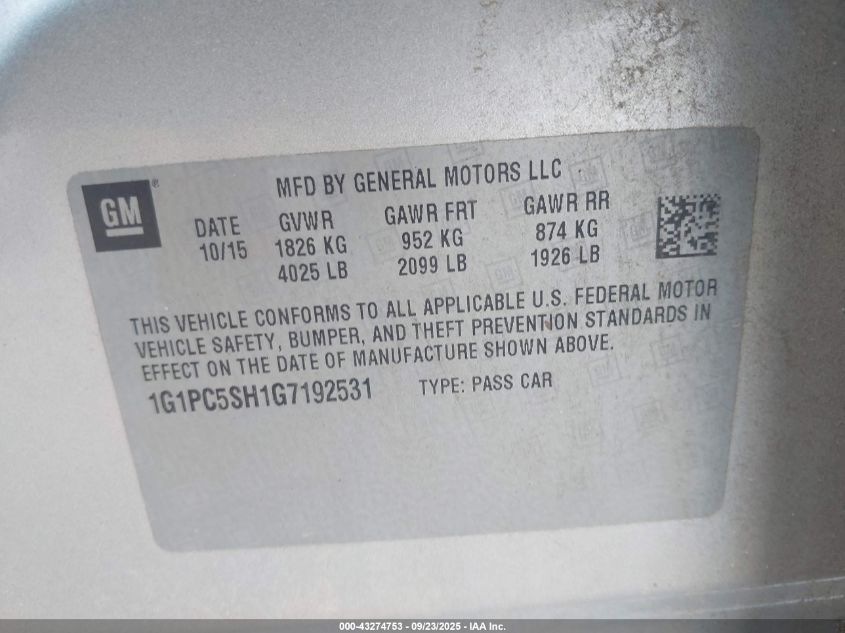 GM ®
MFD BY GENERAL MOTORS LLC
DATE GVWR GAWR FRT GAWR RR
10/15 1826 KG 952 KG 874 KG
4025 LB 2099 LB 1926 LB
THIS VEHICLE CONFORMS TO ALL APPLICABLE U.S. FEDERAL MOTOR
VEHICLE SAFETY, BUMPER, AND THEFT PREVENTION STANDARDS IN
EFFECT ON THE DATE OF MANUFACTURE SHOWN ABOVE.
1G1PC5SH1G7192531 TYPE: PASS CAR
000-43274753 - 09/23/2025 - IAA Inc.